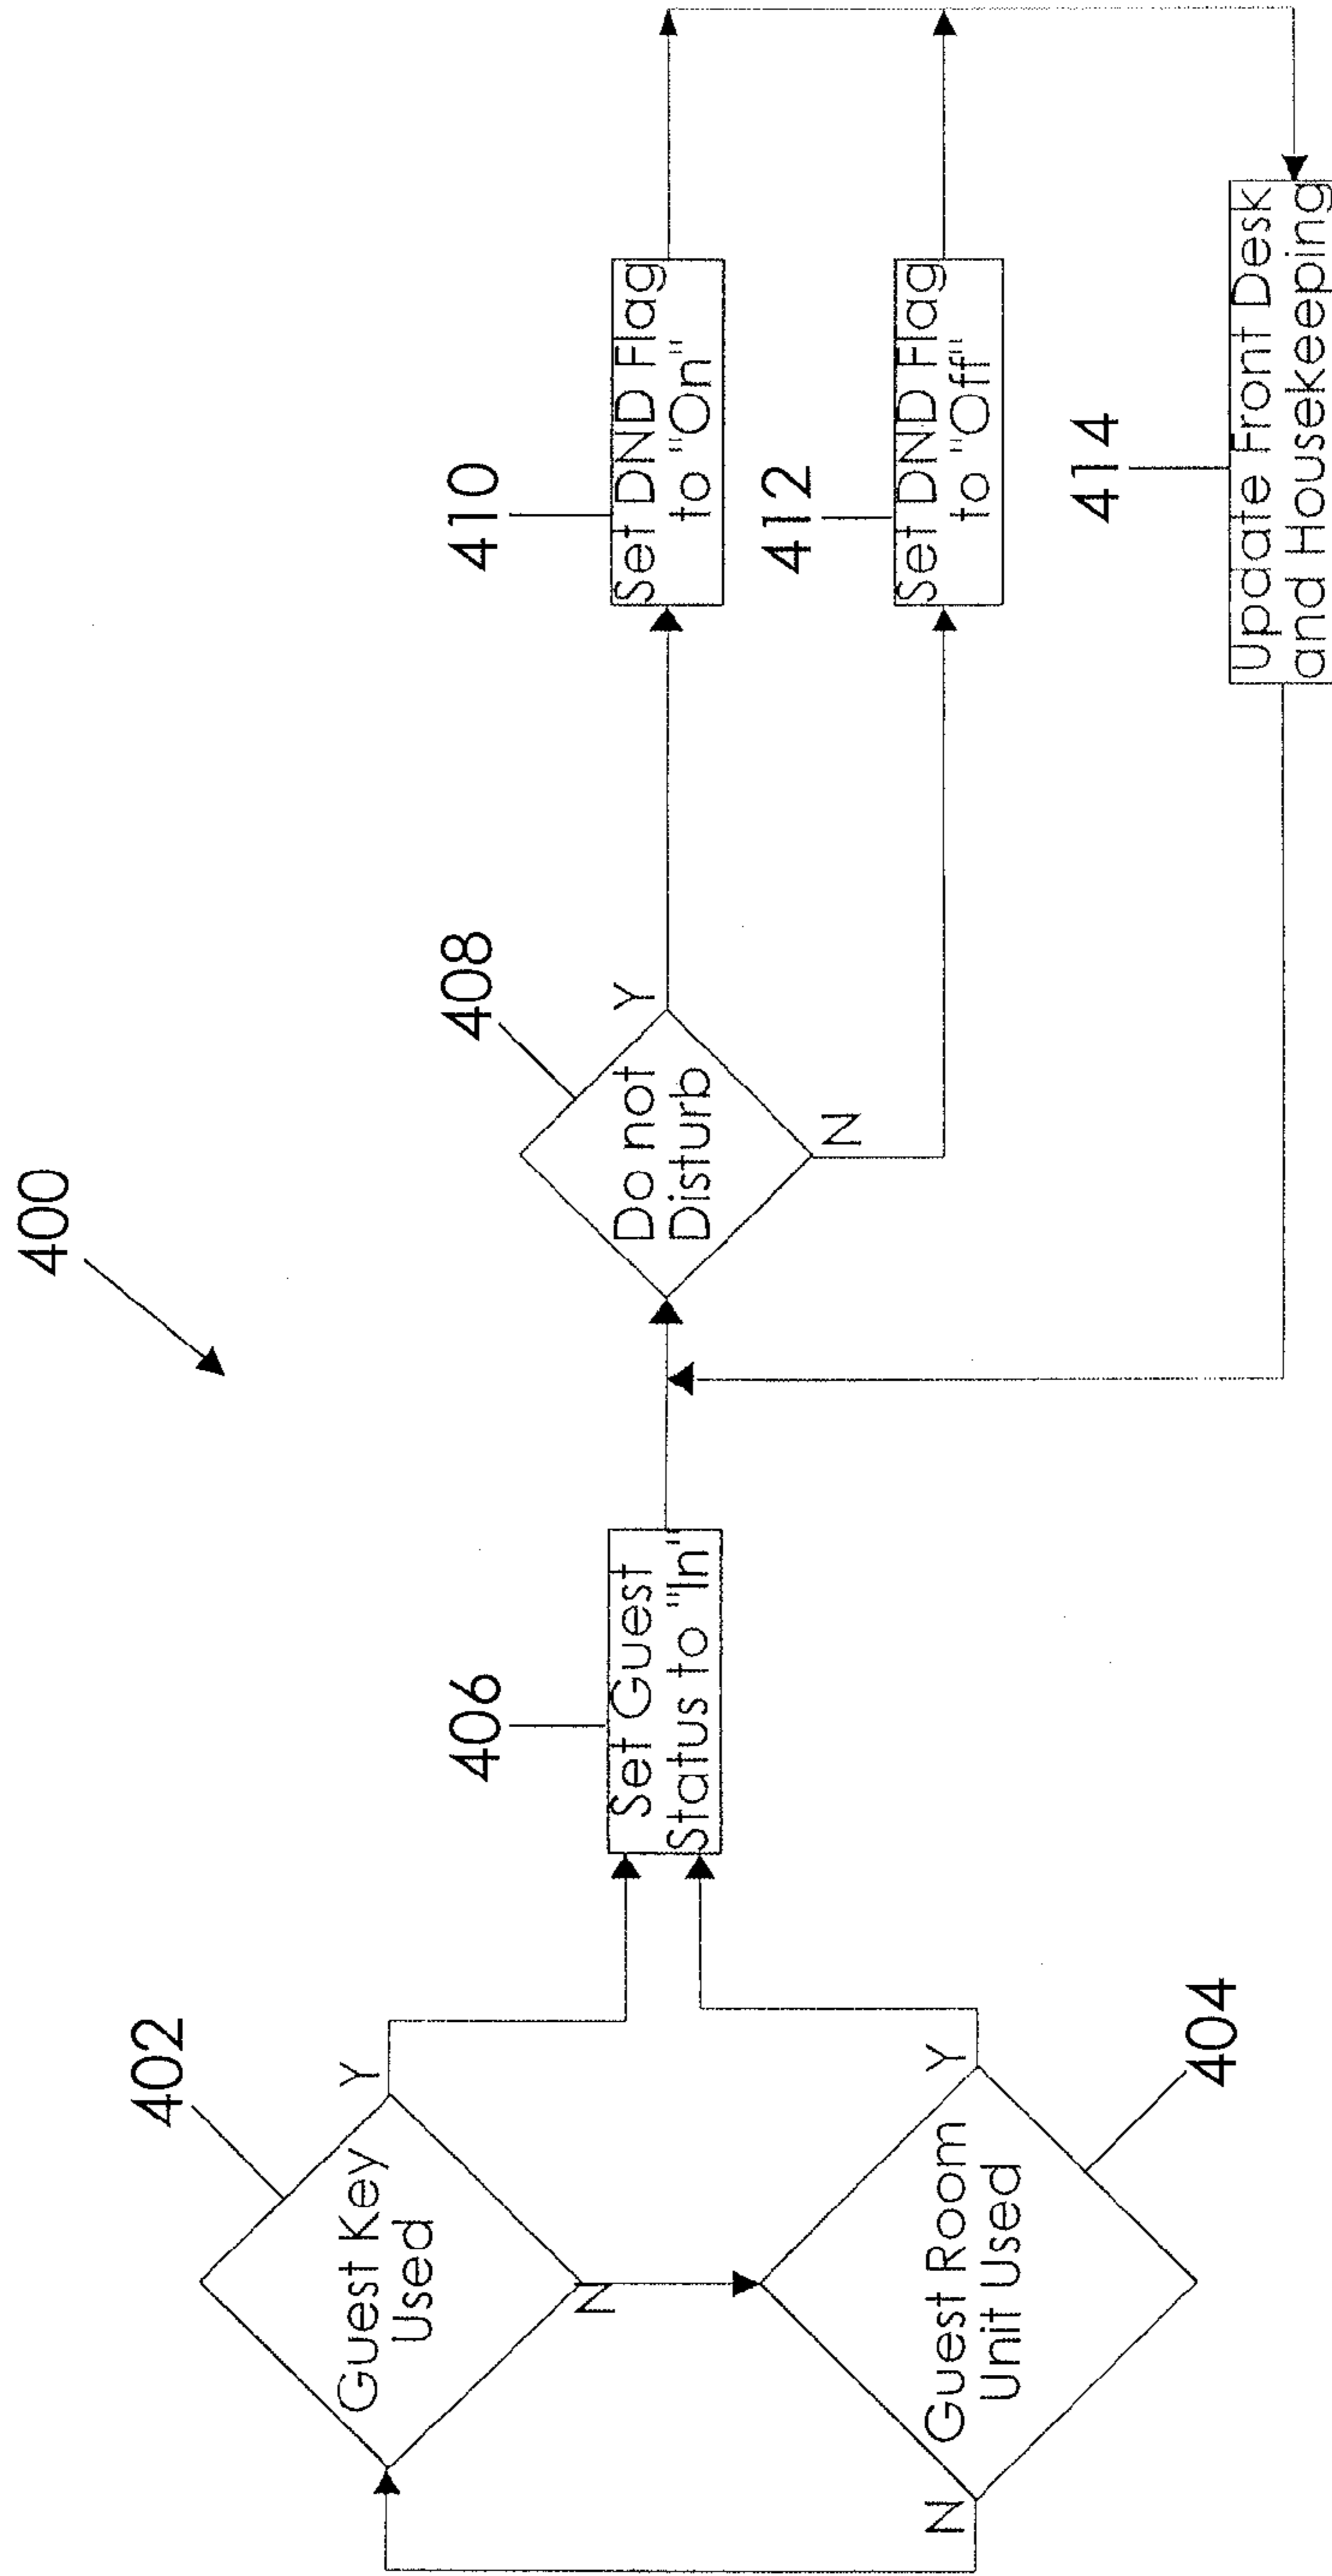 400
402
Guest Key
Used
Y
N
404
Guest Room
Unit Used
Y
N
406
Set Guest
Status to "In"
408
Do not
Disturb
Y
N
410
Set DND Flag
to "On"
412
Set DND Flag
to "Off"
414
Update Front Desk
and Housekeeping